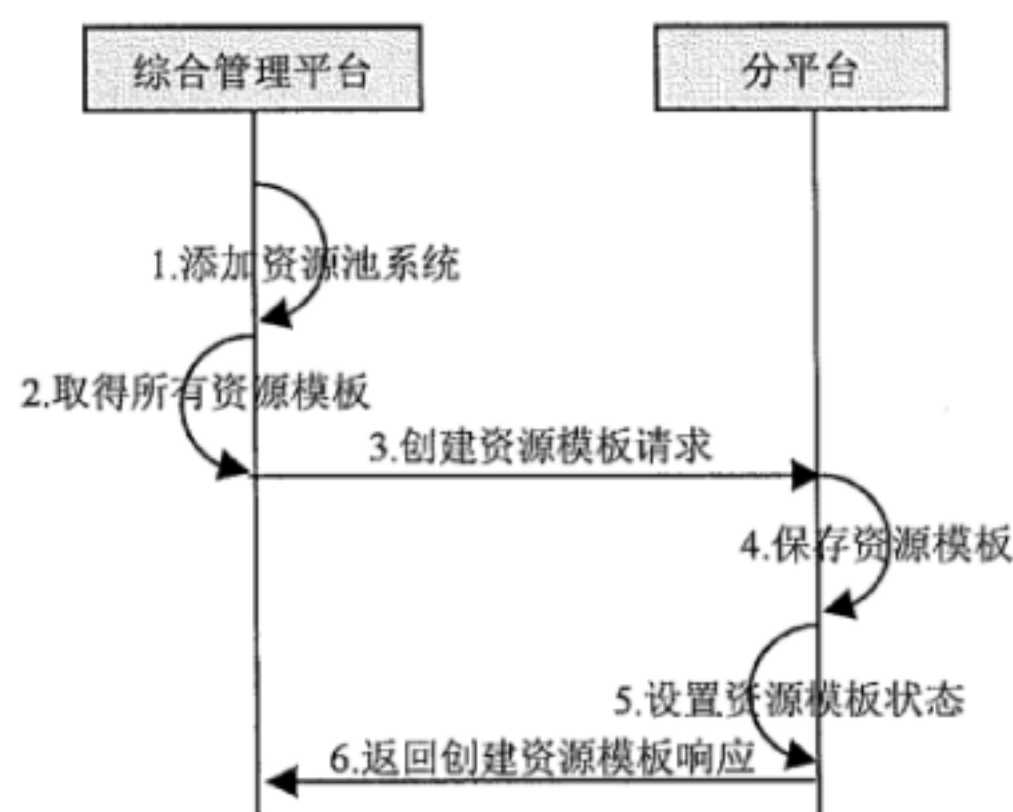 综合管理平台
分平台
1.添加资源池系统
2.取得所有资源模板
3.创建资源模板请求
4.保存资源模板
5.设置资源模板状态
6.返回创建资源模板响应